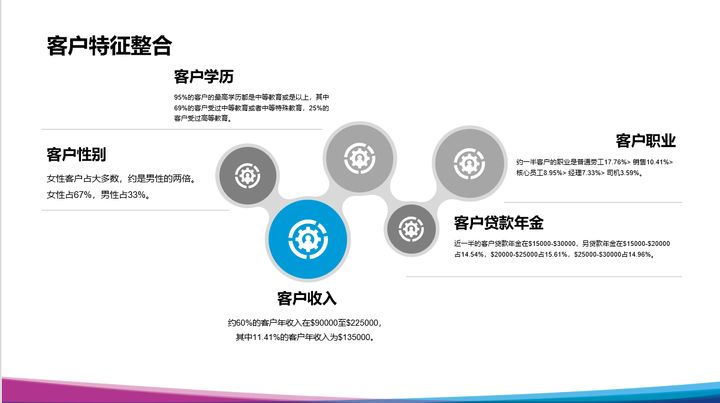 客户特征整合
客户学历
95%的客户的最高学历都是中等教育或是以上，其中
69%的客户受过中等教育或者中等特殊教育，25%的
客户受过高等教育。
客户性别
女性客户占大多数，约是男性的两倍。
女性占67%，男性占33%。
客户职业
约一半客户的职业是普通劳工17.76%> 销售10.41%>
核心员工8.95%> 经理7.33%> 司机3.59%。
客户贷款年金
近一半的客户贷款年金在$15000-$30000，另贷款年金在$15000-$20000
占14.54%，$20000-$25000占15.61%，$25000-$30000占14.96%。
客户收入
约60%的客户年收入在$90000至$225000，
其中11.41%的客户年收入为$135000。